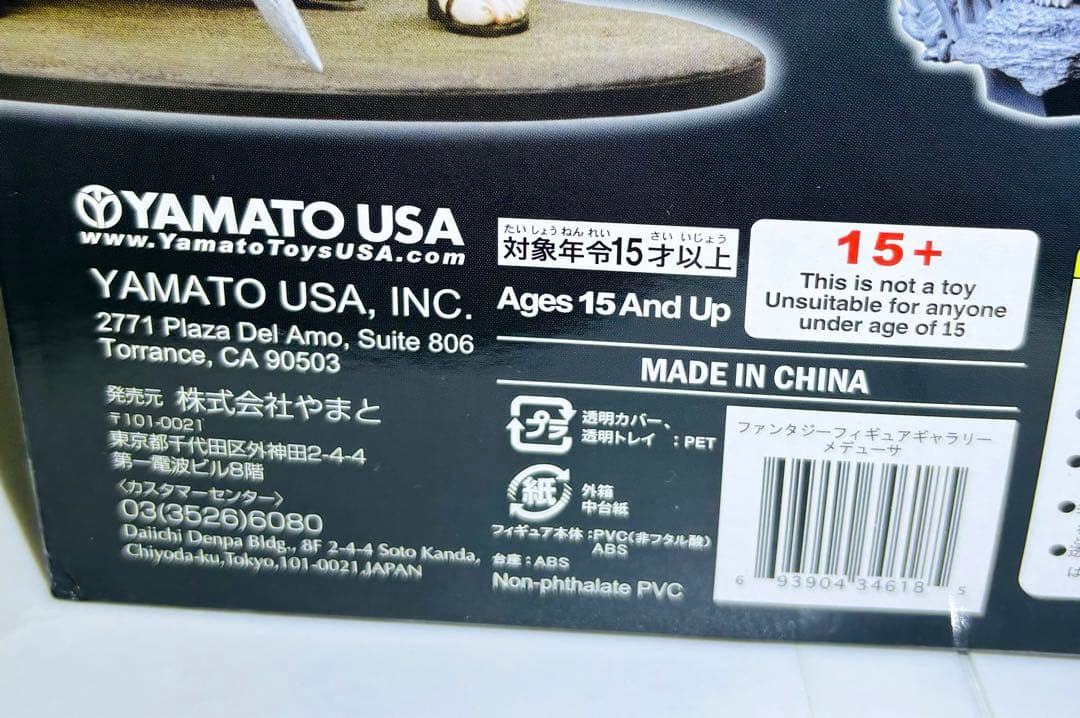 YAMATO USA
www.YamatoToysUSA.com
YAMATO USA, INC.
2771 Plaza Del Amo, Suite 806
Torrance, CA 90503
発売元 株式会社やまと
〒101-0021
東京都千代田区外神田2-4-4
第一電波ビル8階
〈カスタマーセンター〉
03(3526)6080
Daiichi Denpa Bldg., 8F 2-4-4 Soto Kanda,
Chiyoda-ku,Tokyo,101-0021,JAPAN
たいしょうねんれい さいいじょう
対象年令15才以上
Ages 15 And Up
15+
This is not a toy
Unsuitable for anyone
under age of 15
MADE IN CHINA
プラ
透明カバー、
透明トレイ :PET
紙
外箱
中台紙
フィギュア本体:PVC(非フタル酸)
ABS
台座:ABS
Non-phthalate PVC
ファンタジーフィギュアギャラリー
メデューサ
6 93904 34618 5